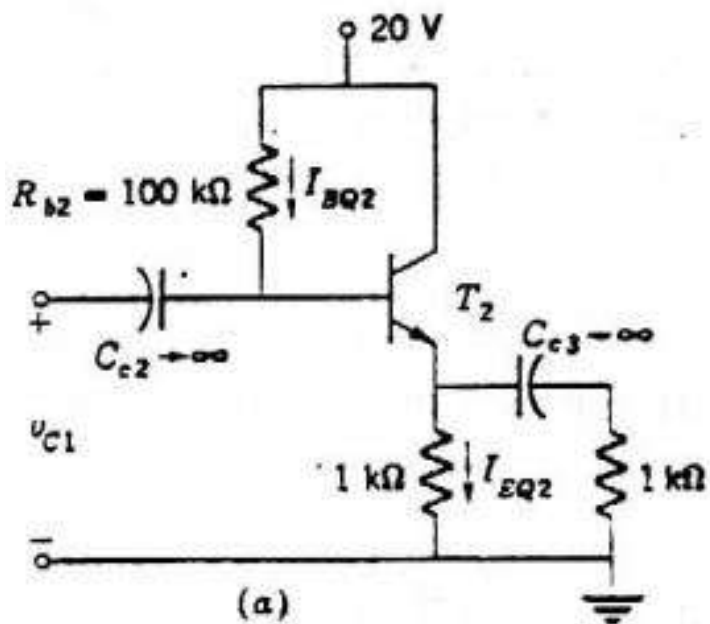 20 V
R_b2 = 100 kΩ
I_BQ2
T_2
C_c2 → ∞
C_c3 → ∞
+
v_C1
1 kΩ
I_EQ2
1 kΩ
−
(a)